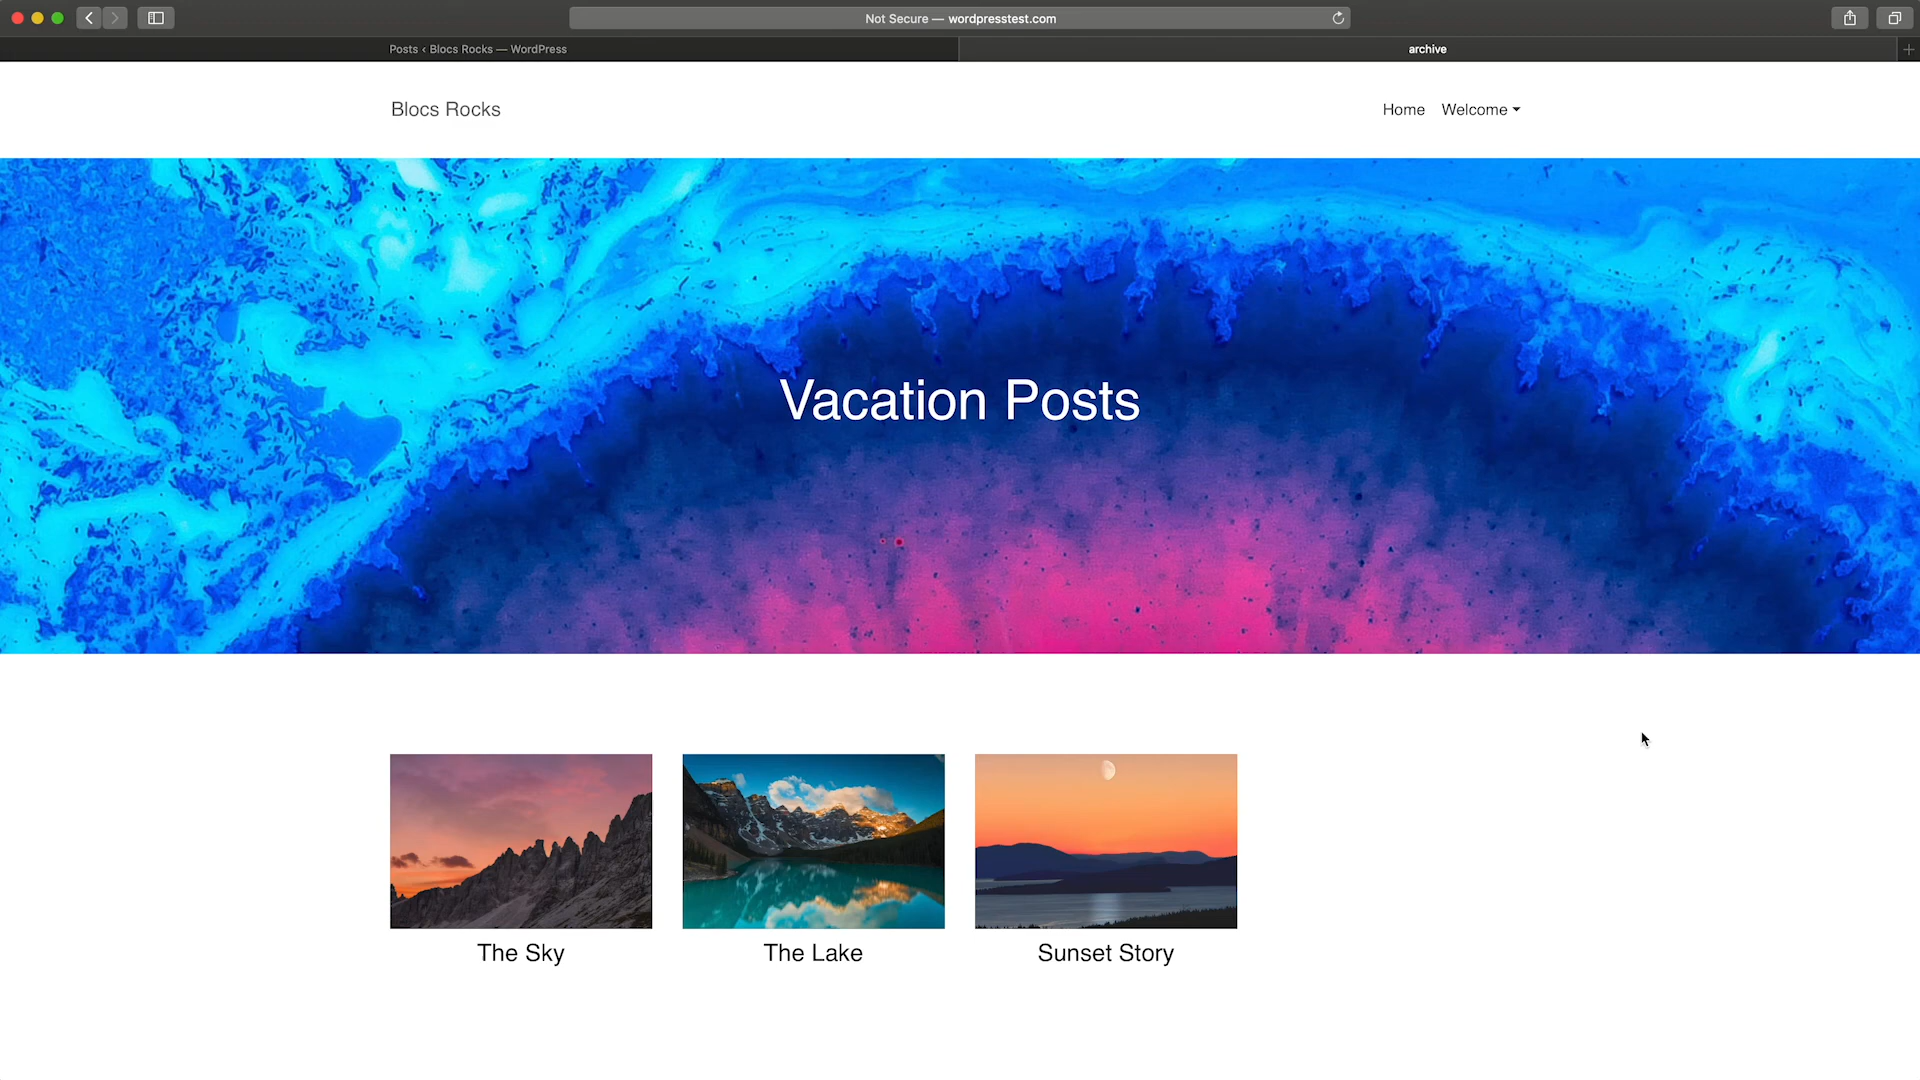 Not Secure — wordpresstest.com
Posts ‹ Blocs Rocks — WordPress
archive
Blocs Rocks
Home
Welcome
Vacation Posts
The Sky
The Lake
Sunset Story